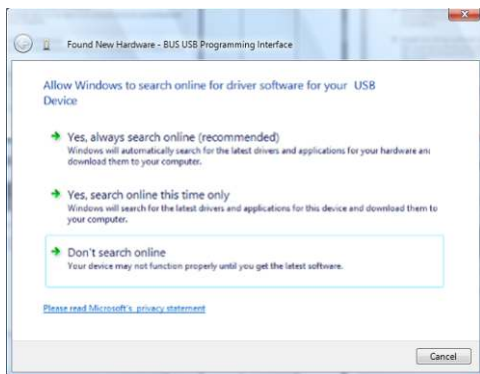 Found New Hardware - BUS USB Programming Interface
Allow Windows to search online for driver software for your USB
Device
Yes, always search online (recommended)
Windows will automatically search for the latest drivers and applications for your hardware and
download them to your computer.
Yes, search online this time only
Windows will search for the latest drivers and applications for this device and download them to
your computer.
Don't search online
Your device may not function properly until you get the latest software.
Please read Microsoft's privacy statement
Cancel